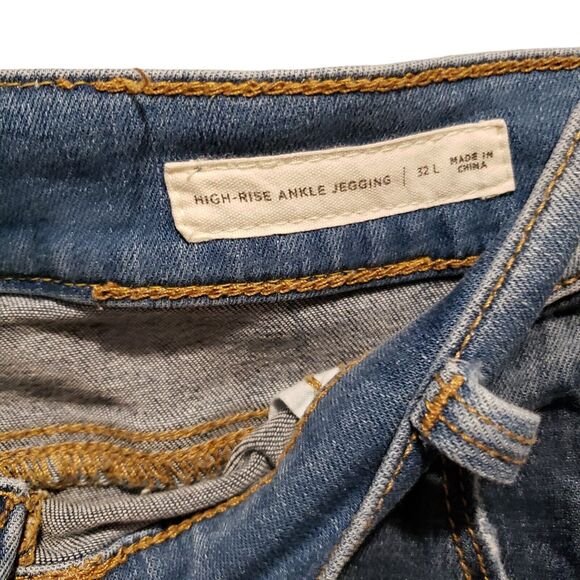 HIGH-RISE ANKLE JEGGING | 32 L MADE IN
CHINA